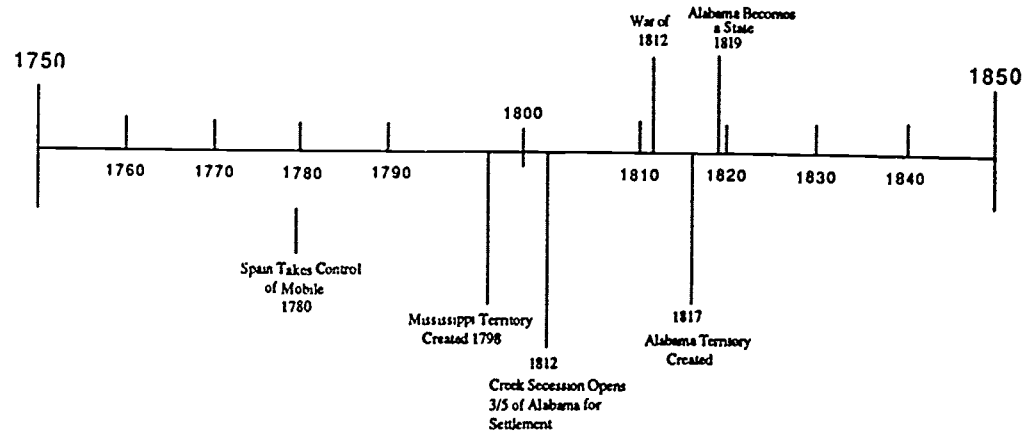 War of
1812
Alabama Becomes
a State
1819
1750
1800
1850
1760
1770
1780
1790
1810
1820
1830
1840
Spain Takes Control
of Mobile
1780
Mississippi Territory
Created 1798
1812
Creek Secession Opens
3/5 of Alabama for
Settlement
1817
Alabama Territory
Created